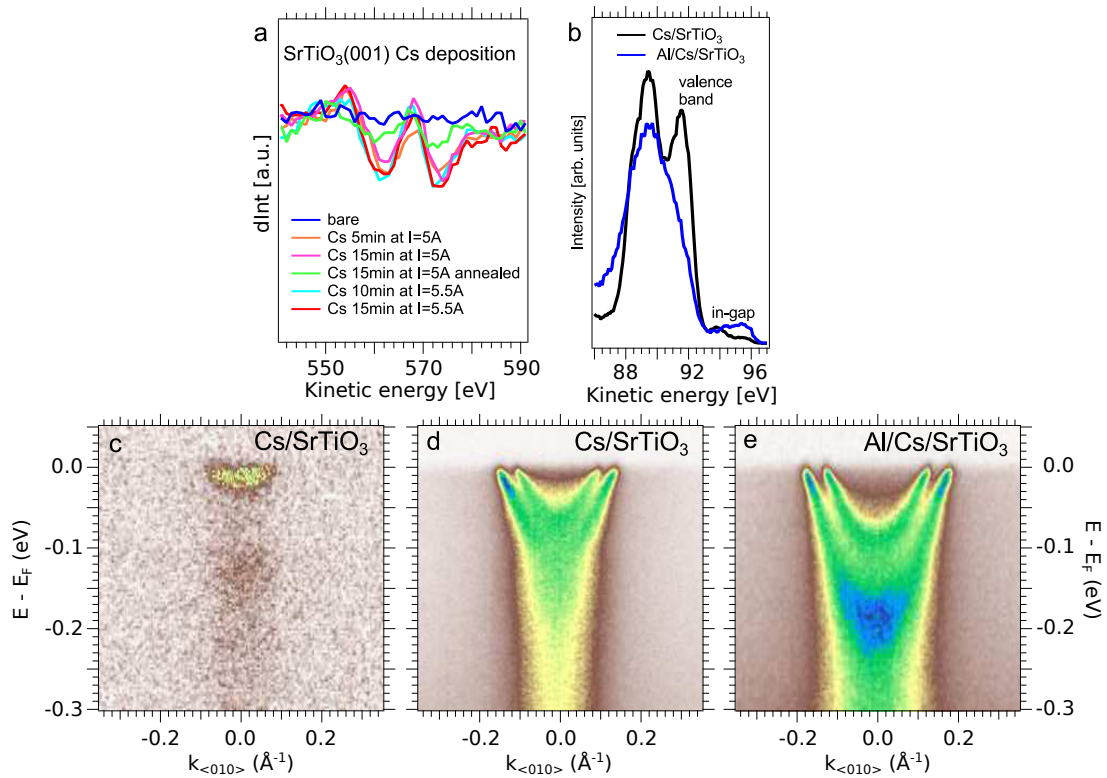 a
SrTiO3(001) Cs deposition
dInt [a.u.]
bare
Cs 5min at I=5A
Cs 15min at I=5A
Cs 15min at I=5A annealed
Cs 10min at I=5.5A
Cs 15min at I=5.5A
550 570 590
Kinetic energy [eV]
b
Cs/SrTiO3
Al/Cs/SrTiO3
valence
band
in-gap
Intensity [arb. units]
88 92 96
Kinetic energy [eV]
c Cs/SrTiO3
d Cs/SrTiO3
e Al/Cs/SrTiO3
0.0
-0.1
-0.2
-0.3
E - EF (eV)
0.0
-0.1
-0.2
-0.3
E - EF (eV)
-0.2 0.0 0.2
k<010> (Å-1)
-0.2 0.0 0.2
k<010> (Å-1)
-0.2 0.0 0.2
k<010> (Å-1)